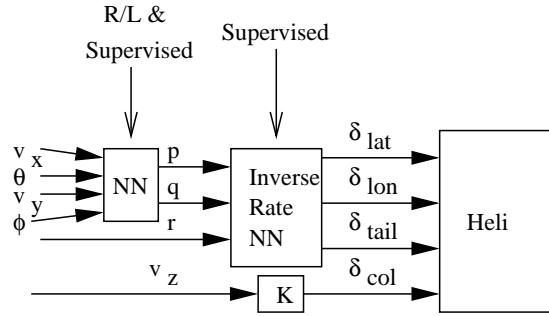 R/L &
Supervised
Supervised
v x
θ
v y
ϕ
NN
p
q
r
Inverse
Rate
NN
δ lat
δ lon
δ tail
δ col
Heli
v z
K